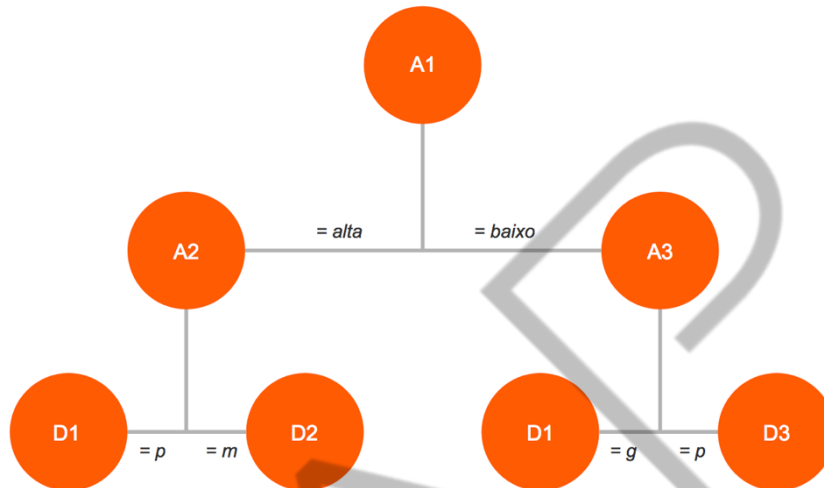 A1
= alta
= baixo
A2
A3
D1
= p
= m
D2
D1
= g
= p
D3